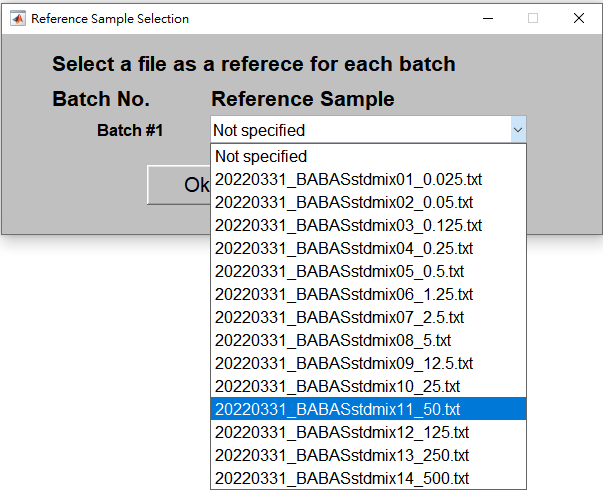 Reference Sample Selection
Select a file as a referece for each batch
Batch No. Reference Sample
Batch #1 Not specified
Ok
Not specified
20220331_BABASstdmix01_0.025.txt
20220331_BABASstdmix02_0.05.txt
20220331_BABASstdmix03_0.125.txt
20220331_BABASstdmix04_0.25.txt
20220331_BABASstdmix05_0.5.txt
20220331_BABASstdmix06_1.25.txt
20220331_BABASstdmix07_2.5.txt
20220331_BABASstdmix08_5.txt
20220331_BABASstdmix09_12.5.txt
20220331_BABASstdmix10_25.txt
20220331_BABASstdmix11_50.txt
20220331_BABASstdmix12_125.txt
20220331_BABASstdmix13_250.txt
20220331_BABASstdmix14_500.txt